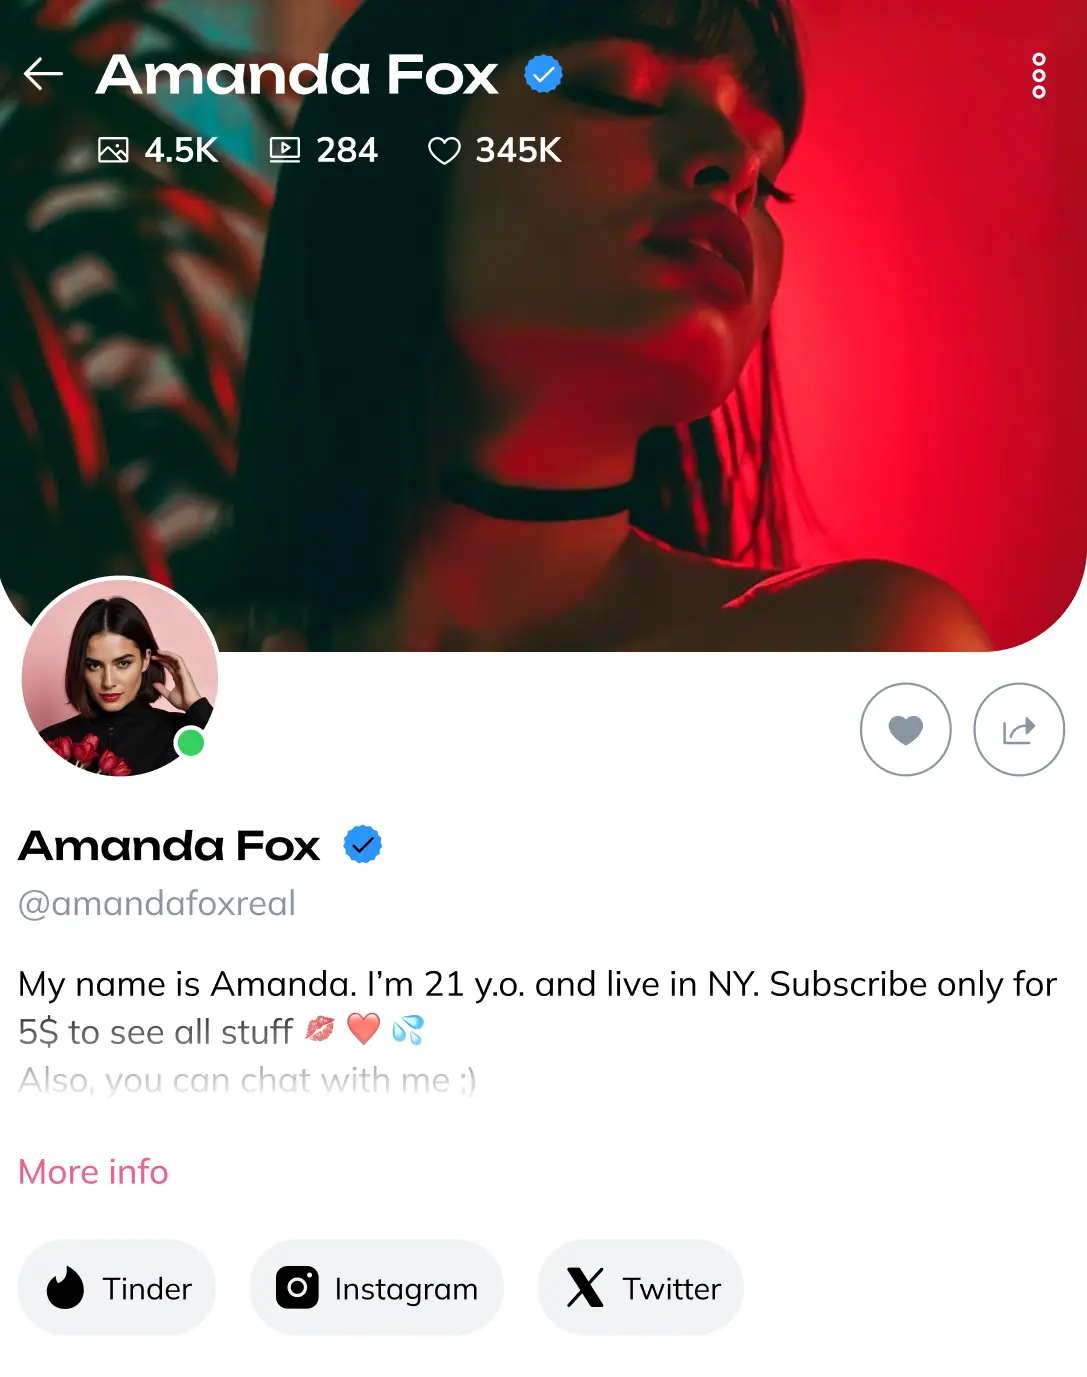 Amanda Fox
4.5K 284 345K
Amanda Fox
@amandafoxreal
My name is Amanda. I’m 21 y.o. and live in NY. Subscribe only for
5$ to see all stuff 💋 ❤️ 💦
Also, you can chat with me ;)
More info
Tinder Instagram Twitter